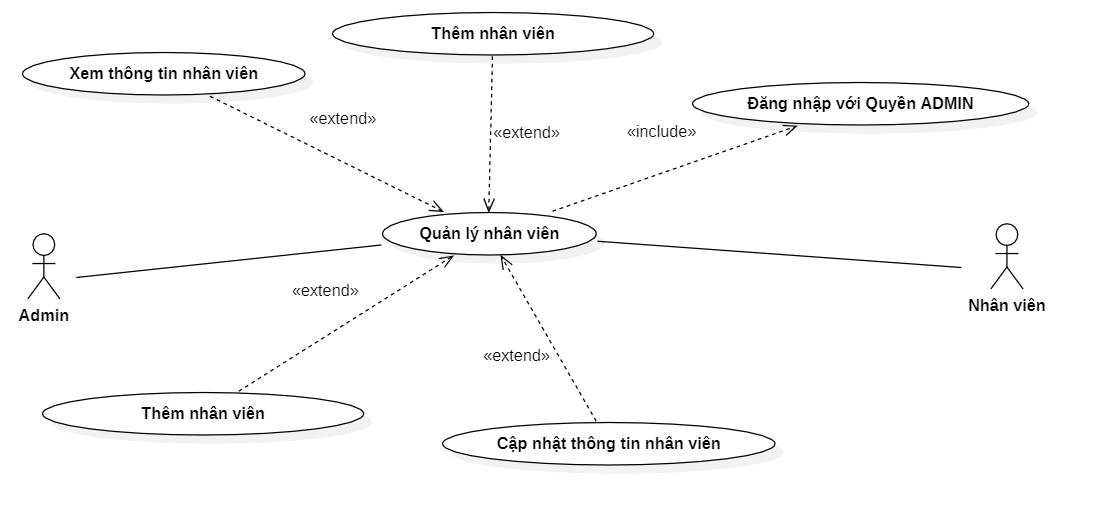 Thêm nhân viên
Xem thông tin nhân viên
Đăng nhập với Quyền ADMIN
«extend»
«extend»
«include»
Quản lý nhân viên
Admin
Nhân viên
«extend»
«extend»
Thêm nhân viên
Cập nhật thông tin nhân viên